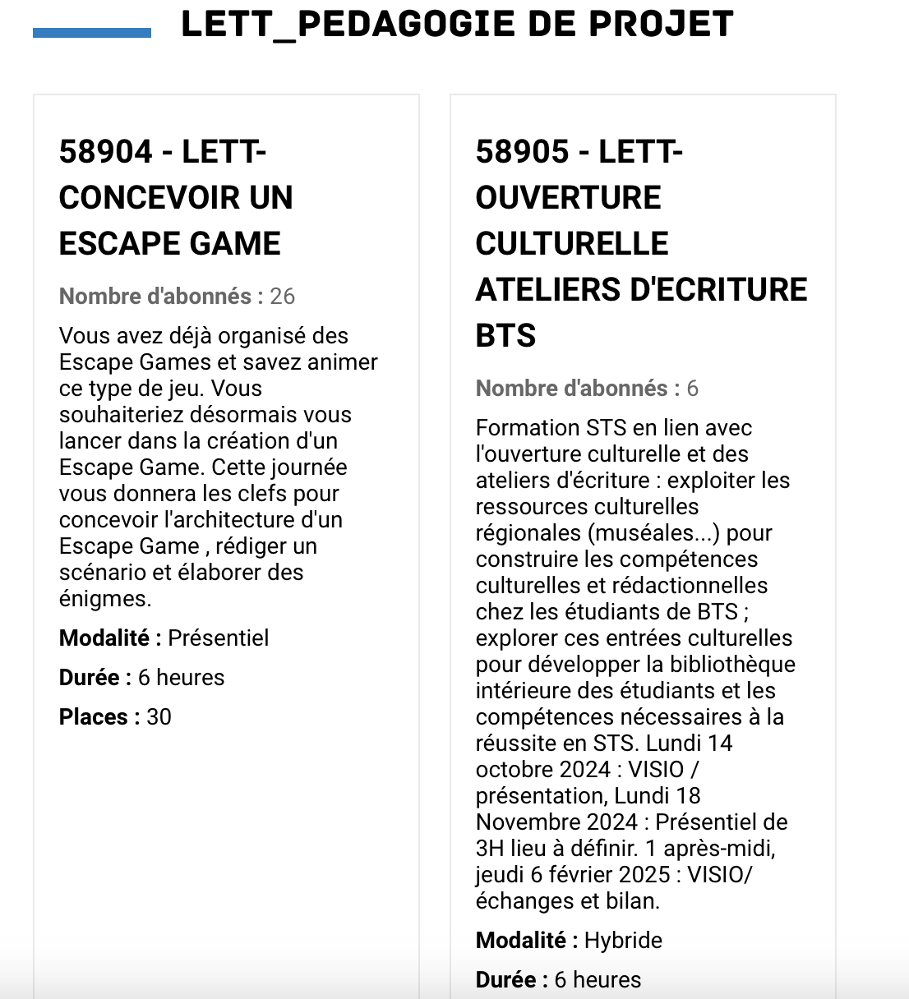 LETT_PEDAGOGIE DE PROJET
58904 - LETT-
CONCEVOIR UN
ESCAPE GAME
Nombre d'abonnés : 26
Vous avez déjà organisé des
Escape Games et savez animer
ce type de jeu. Vous
souhaiteriez désormais vous
lancer dans la création d'un
Escape Game. Cette journée
vous donnera les clefs pour
concevoir l'architecture d'un
Escape Game , rédiger un
scénario et élaborer des
énigmes.
Modalité : Présentiel
Durée : 6 heures
Places : 30
58905 - LETT-
OUVERTURE
CULTURELLE
ATELIERS D'ECRITURE
BTS
Nombre d'abonnés : 6
Formation STS en lien avec
l'ouverture culturelle et des
ateliers d'écriture : exploiter les
ressources culturelles
régionales (muséales...) pour
construire les compétences
culturelles et rédactionnelles
chez les étudiants de BTS ;
explorer ces entrées culturelles
pour développer la bibliothèque
intérieure des étudiants et les
compétences nécessaires à la
réussite en STS. Lundi 14
octobre 2024 : VISIO /
présentation, Lundi 18
Novembre 2024 : Présentiel de
3H lieu à définir. 1 après-midi,
jeudi 6 février 2025 : VISIO/
échanges et bilan.
Modalité : Hybride
Durée : 6 heures